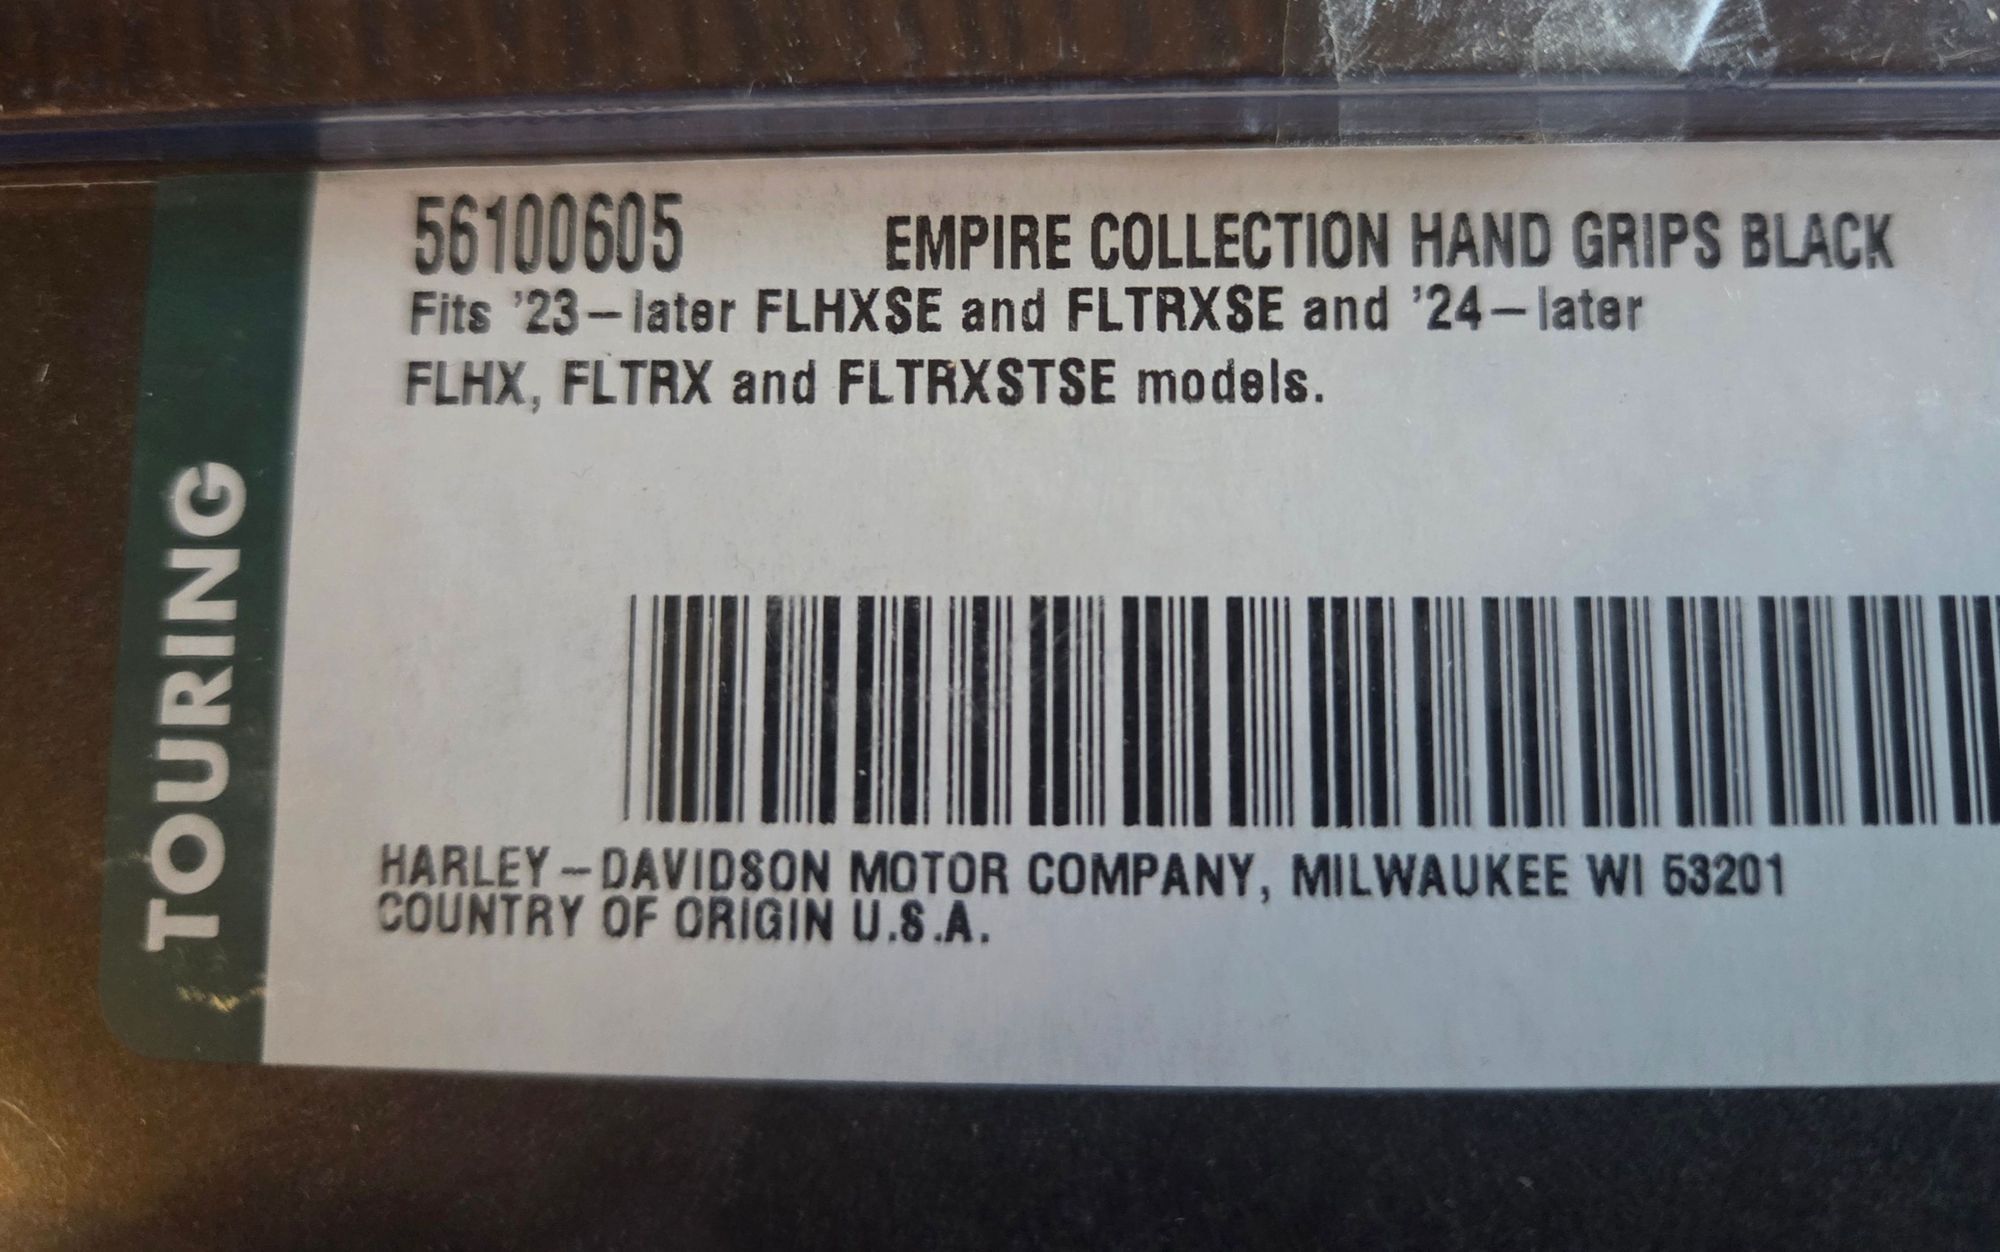 56100605 EMPIRE COLLECTION HAND GRIPS BLACK
Fits '23-later FLHXSE and FLTRXSE and '24-later
FLHX, FLTRX and FLTRXSTSE models.
TOURING
HARLEY-DAVIDSON MOTOR COMPANY, MILWAUKEE WI 53201
COUNTRY OF ORIGIN U.S.A.